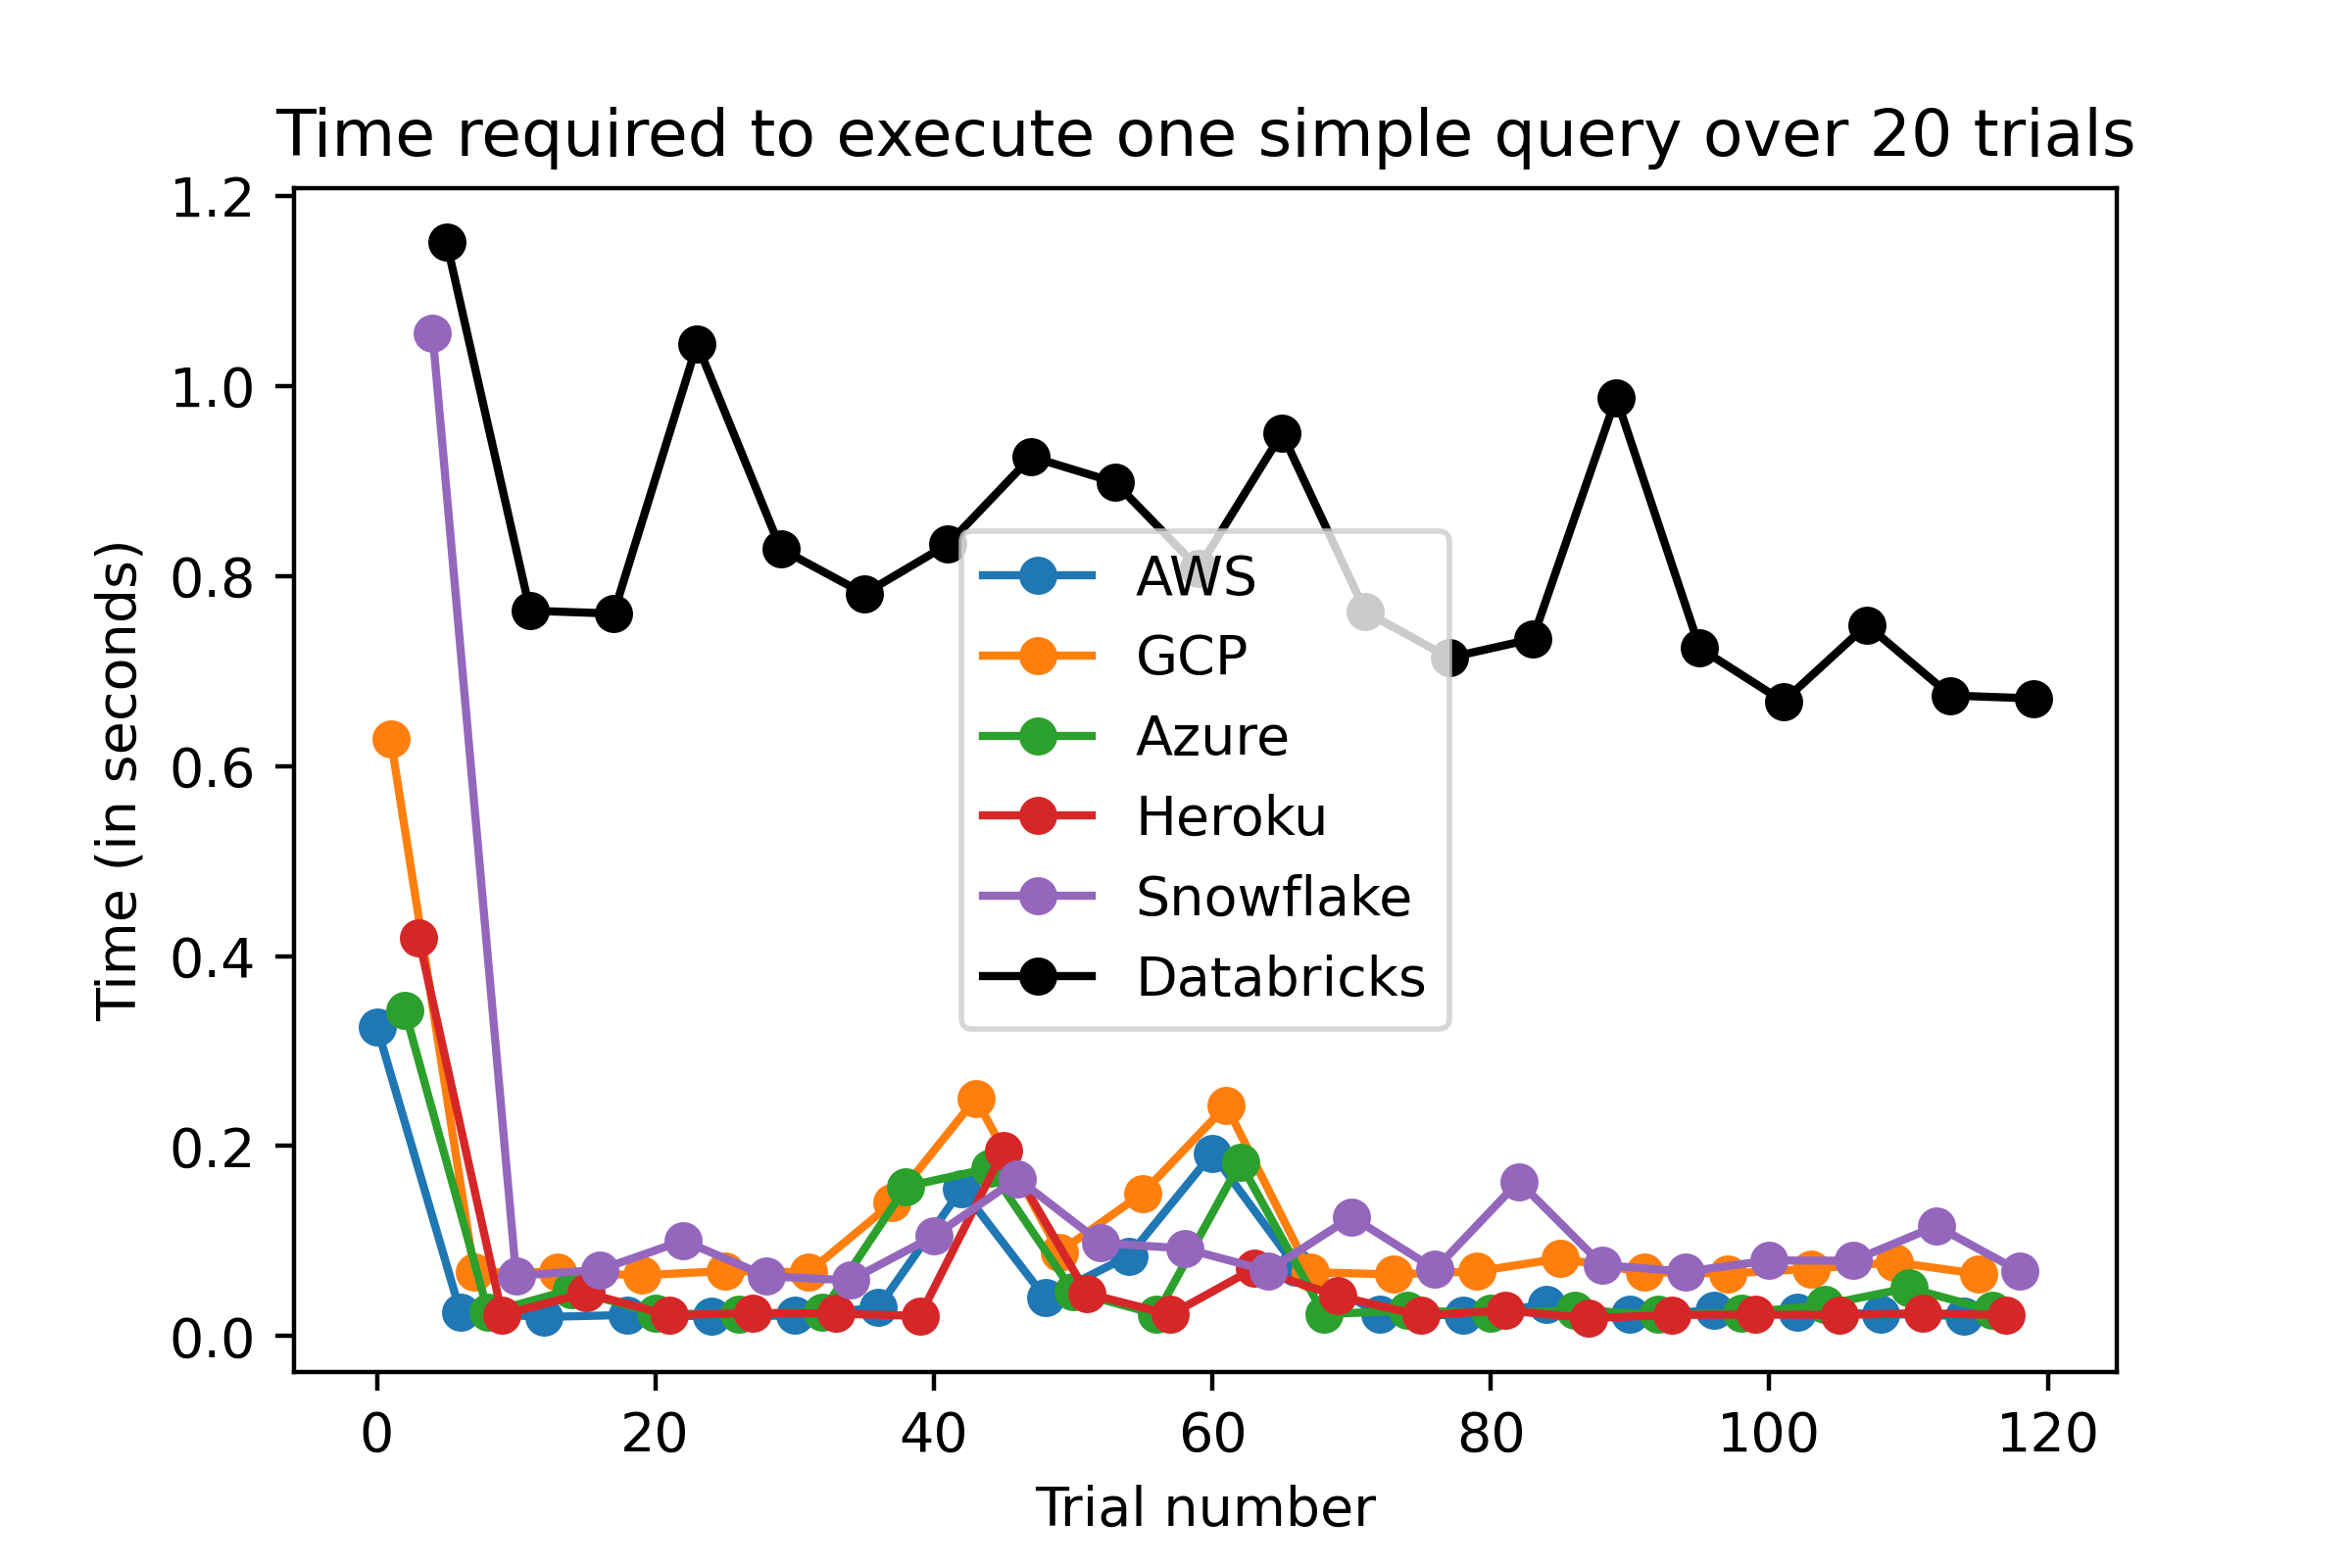 Time required to execute one simple query over 20 trials
1.2
1.0
0.8
0.6
0.4
0.2
0.0
Time (in seconds)
AWS
GCP
Azure
Heroku
Snowflake
Databricks
0 20 40 60 80 100 120
Trial number